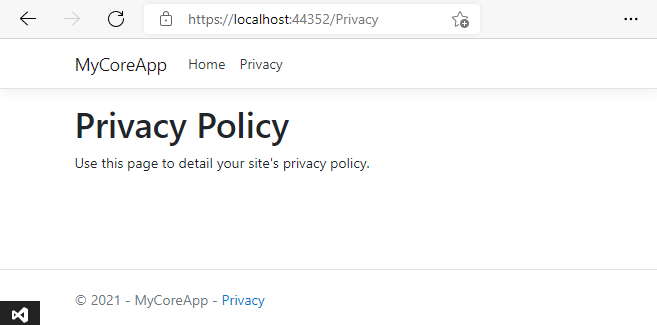 https://localhost:44352/Privacy
MyCoreApp Home Privacy
Privacy Policy
Use this page to detail your site's privacy policy.
© 2021 - MyCoreApp - Privacy